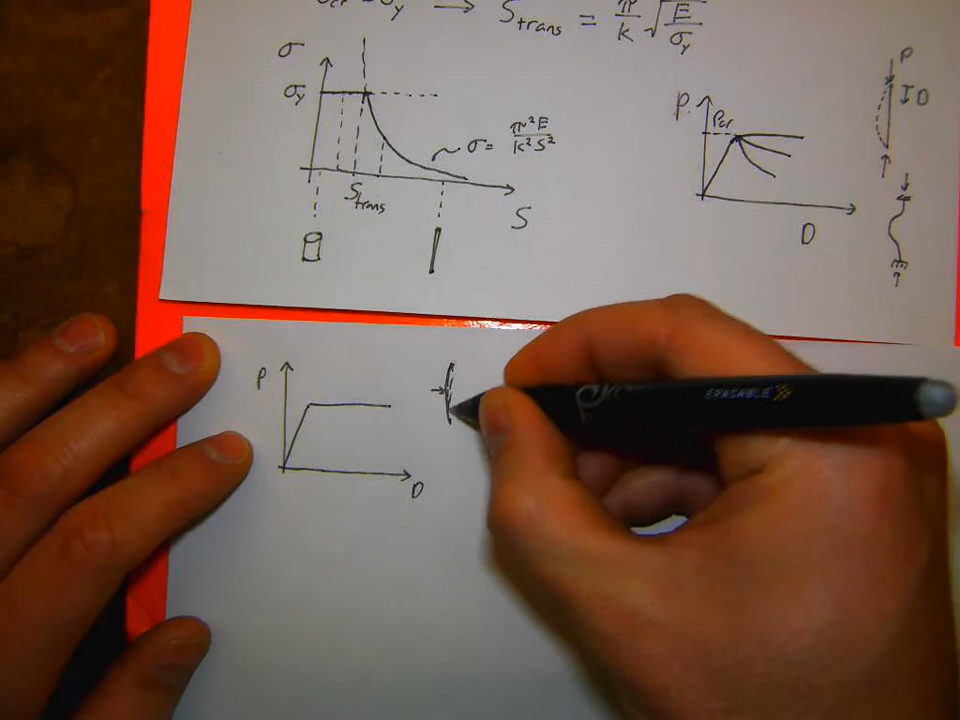 σcr = σy → Strans = π/k √E/σy
σ
σy
σ = π²E/k²S²
Strans
S
P
Pcr
D
P
D
P
D
ERASABLE